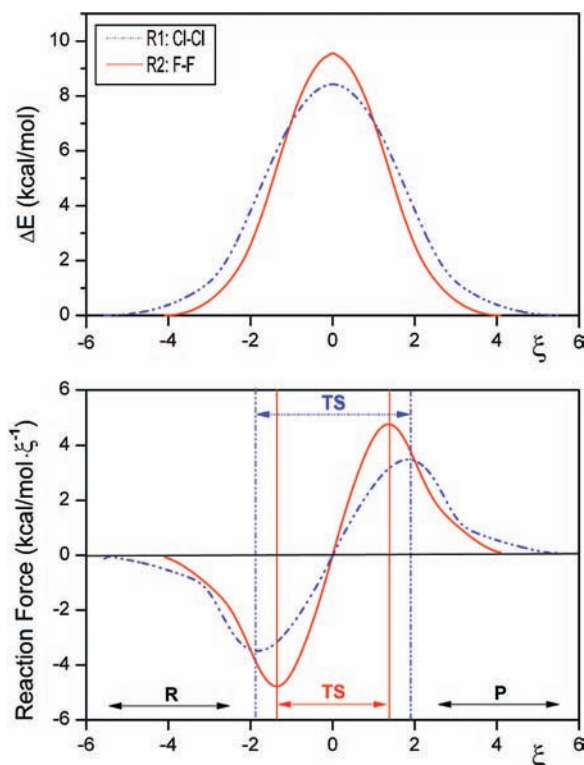 R1: Cl-Cl
R2: F-F
ΔE (kcal/mol)
10
8
6
4
2
0
-6 -4 -2 0 2 4 6
ξ
TS
Reaction Force (kcal/mol·ξ⁻¹)
6
4
2
0
-2
-4
-6
R TS P
-6 -4 -2 0 2 4 6
ξ